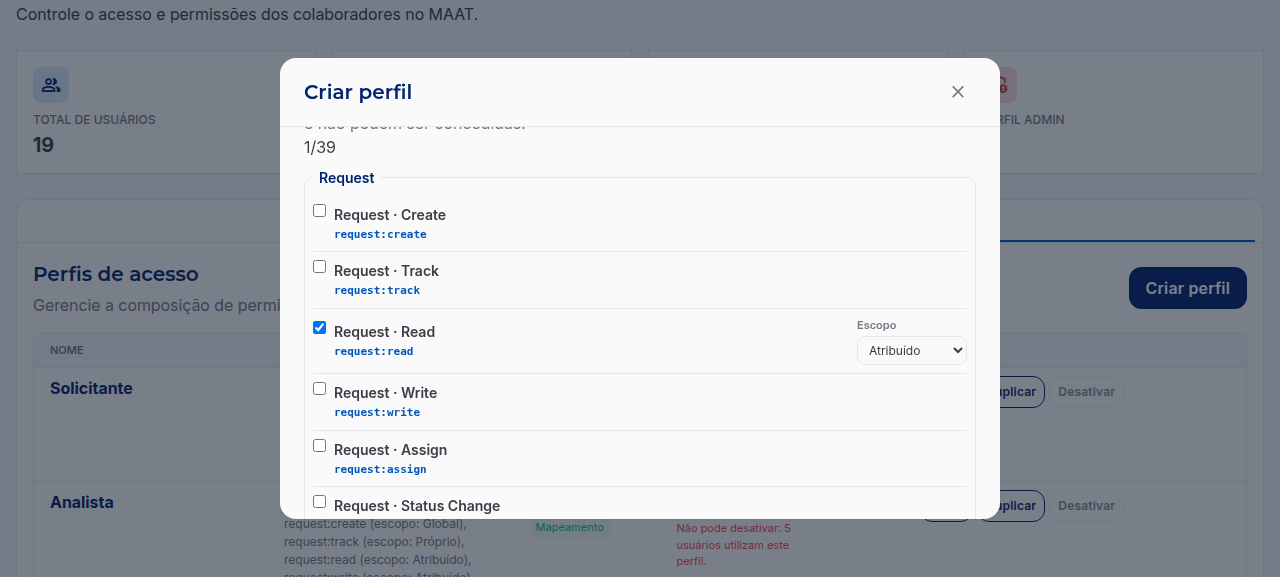 Controle o acesso e permissões dos colaboradores no MAAT.
TOTAL DE USUÁRIOS
19
RFIL ADMIN
Criar perfil
1/39
Request
Request · Create
request:create
Request · Track
request:track
Request · Read
request:read
Escopo
Atribuído
Request · Write
request:write
Request · Assign
request:assign
Request · Status Change
Perfis de acesso
Gerencie a composição de permi
Criar perfil
NOME
Solicitante
plicar
Desativar
Analista
plicar
Desativar
request:create (escopo: Global),
request:track (escopo: Próprio),
request:read (escopo: Atribuído),
request:write (escopo: Atribuído)
Mapeamento
Não pode desativar: 5
usuários utilizam este
perfil.